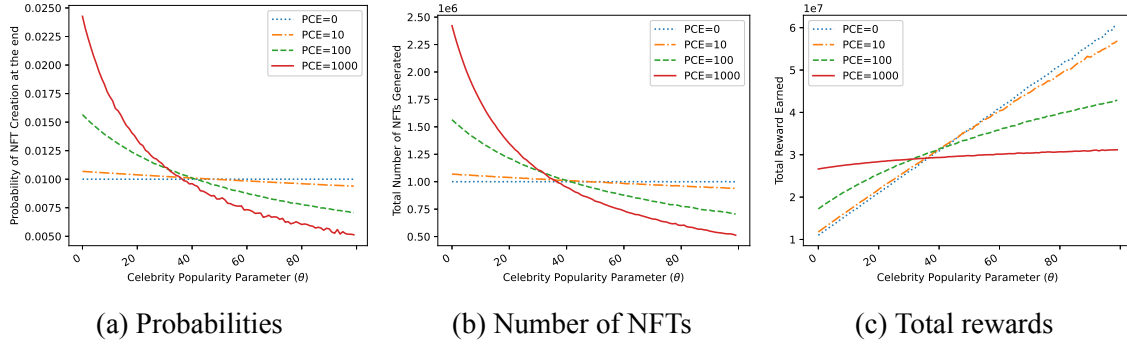 0.0250
0.0225
0.0200
0.0175
0.0150
0.0125
0.0100
0.0075
0.0050
Probability of NFT Creation at the end
PCE=0
PCE=10
PCE=100
PCE=1000
0
20
40
60
80
Celebrity Popularity Parameter (θ)
(a) Probabilities
1e6
2.50
2.25
2.00
1.75
1.50
1.25
1.00
0.75
0.50
Total Number of NFTs Generated
PCE=0
PCE=10
PCE=100
PCE=1000
0
20
40
60
80
Celebrity Popularity Parameter (θ)
(b) Number of NFTs
1e7
6
5
4
3
2
1
Total Reward Earned
PCE=0
PCE=10
PCE=100
PCE=1000
0
20
40
60
80
Celebrity Popularity Parameter (θ)
(c) Total rewards